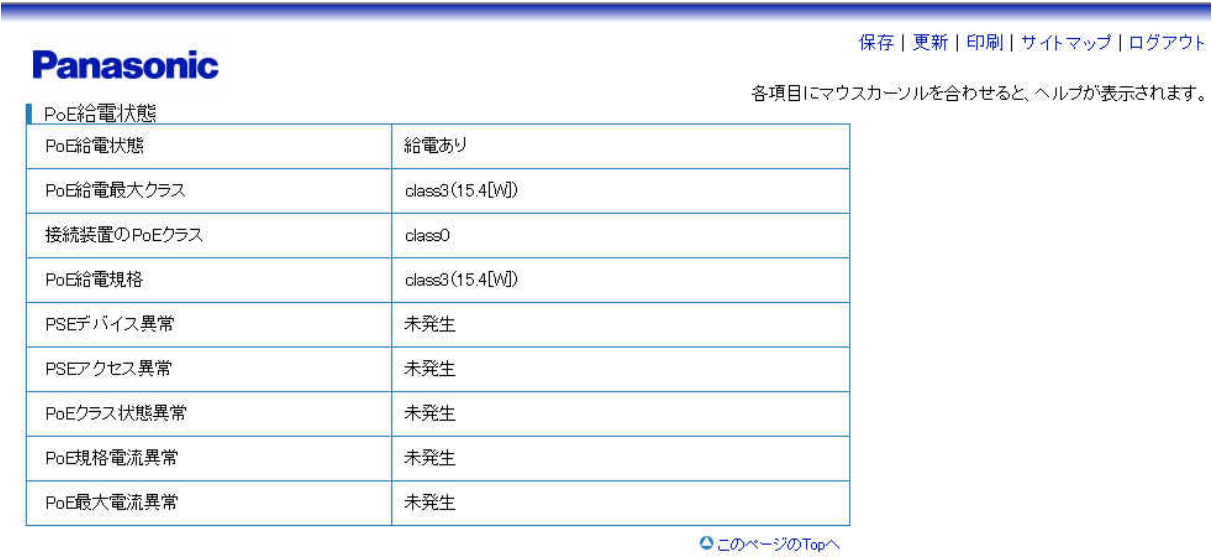 保存 | 更新 | 印刷 | サイトマップ | ログアウト
Panasonic
各項目にマウスカーソルを合わせると、ヘルプが表示されます。
PoE給電状態
PoE給電状態 給電あり
PoE給電最大クラス class3(15.4[W])
接続装置のPoEクラス class0
PoE給電規格 class3(15.4[W])
PSEデバイス異常 未発生
PSEアクセス異常 未発生
PoEクラス状態異常 未発生
PoE規格電流異常 未発生
PoE最大電流異常 未発生
このページのTopへ